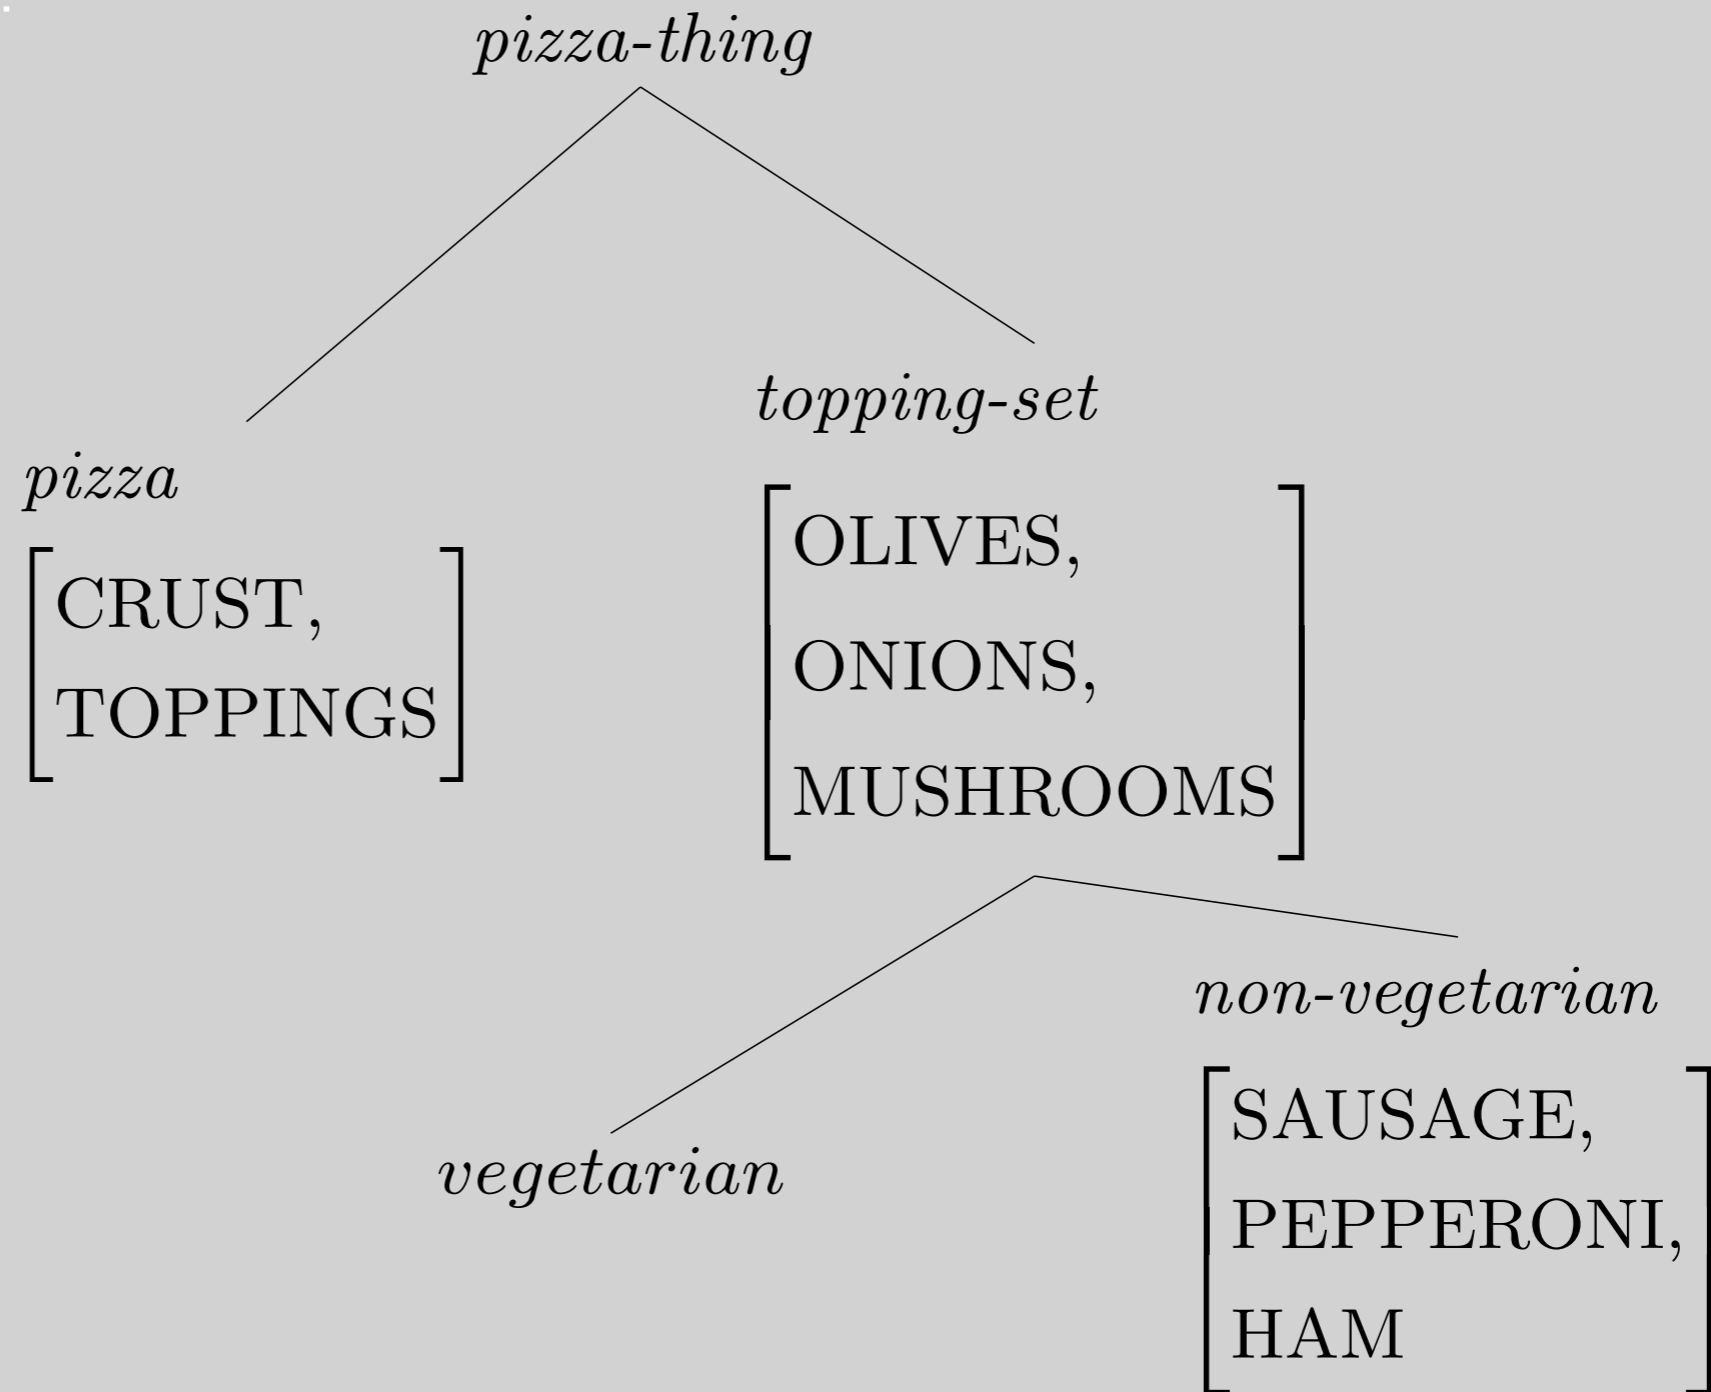 pizza-thing
topping-set
pizza
CRUST,
TOPPINGS
OLIVES,
ONIONS,
MUSHROOMS
non-vegetarian
vegetarian
SAUSAGE,
PEPPERONI,
HAM